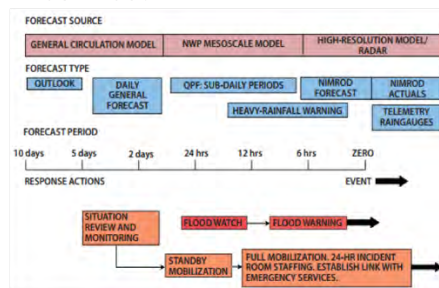 FORECAST SOURCE
GENERAL CIRCULATION MODEL
NWP MESOSCALE MODEL
HIGH-RESOLUTION MODEL/
RADAR
FORECAST TYPE
OUTLOOK
DAILY
GENERAL
FORECAST
QPF: SUB-DAILY PERIODS
NIMROD
FORECAST
NIMROD
ACTUALS
HEAVY-RAINFALL WARNING
TELEMETRY
RAINGAUGES
FORECAST PERIOD
10 days
5 days
2 days
24 hrs
12 hrs
6 hrs
ZERO
RESPONSE ACTIONS
EVENT
SITUATION
REVIEW AND
MONITORING
FLOOD WATCH
FLOOD WARNING
STANDBY
MOBILIZATION
FULL MOBILIZATION. 24-HR INCIDENT
ROOM STAFFING. ESTABLISH LINK WITH
EMERGENCY SERVICES.